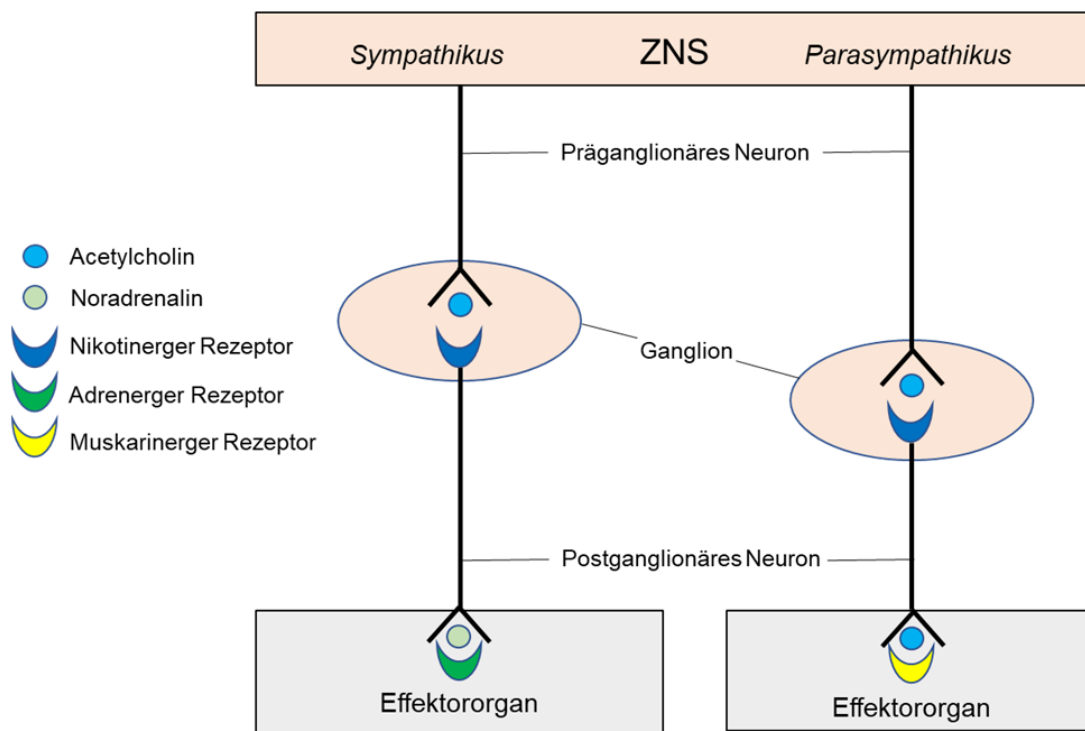 Sympathikus ZNS Parasympathikus
Präganglionäres Neuron
Acetylcholin
Noradrenalin
Nikotinerger Rezeptor
Ganglion
Adrenerger Rezeptor
Muskarinerger Rezeptor
Postganglionäres Neuron
Effektororgan
Effektororgan